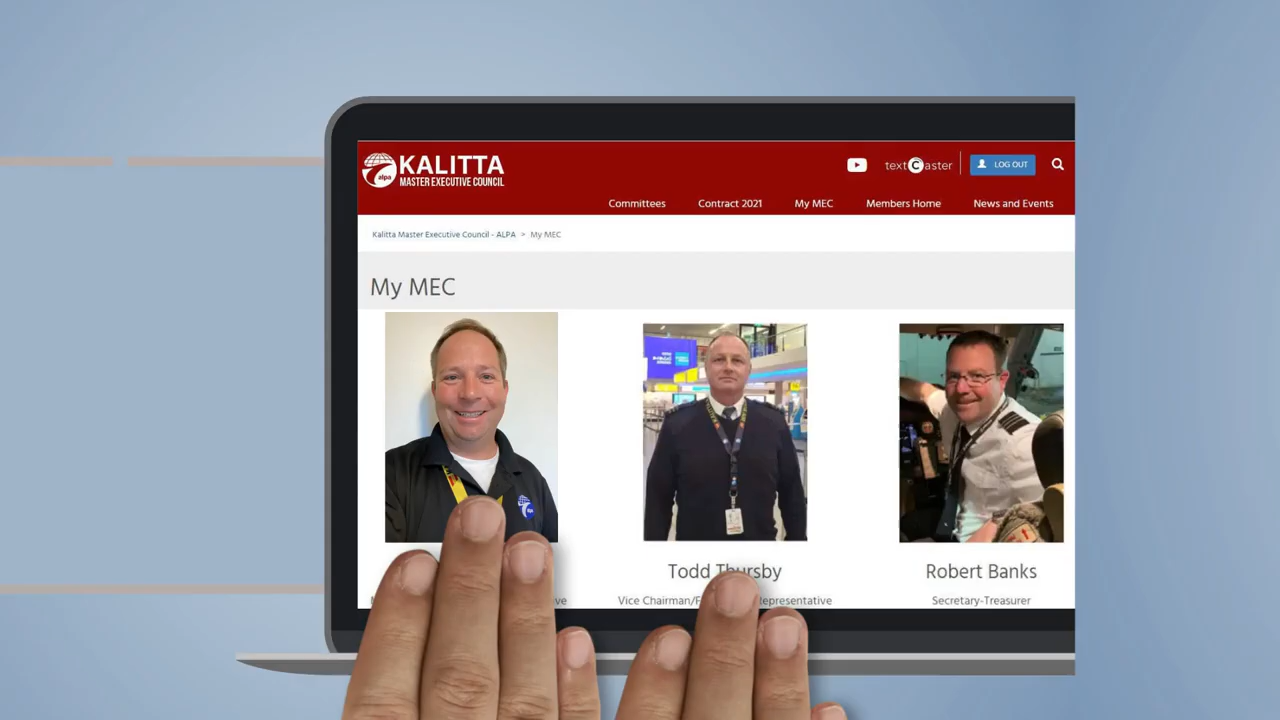 KALITTA
MASTER EXECUTIVE COUNCIL
alpa
textCaster
LOG OUT
Committees
Contract 2021
My MEC
Members Home
News and Events
Kalitta Master Executive Council - ALPA > My MEC
My MEC
alpa
Todd Thursby
Robert Banks
Vice Chairman/F
Representative
Secretary-Treasurer